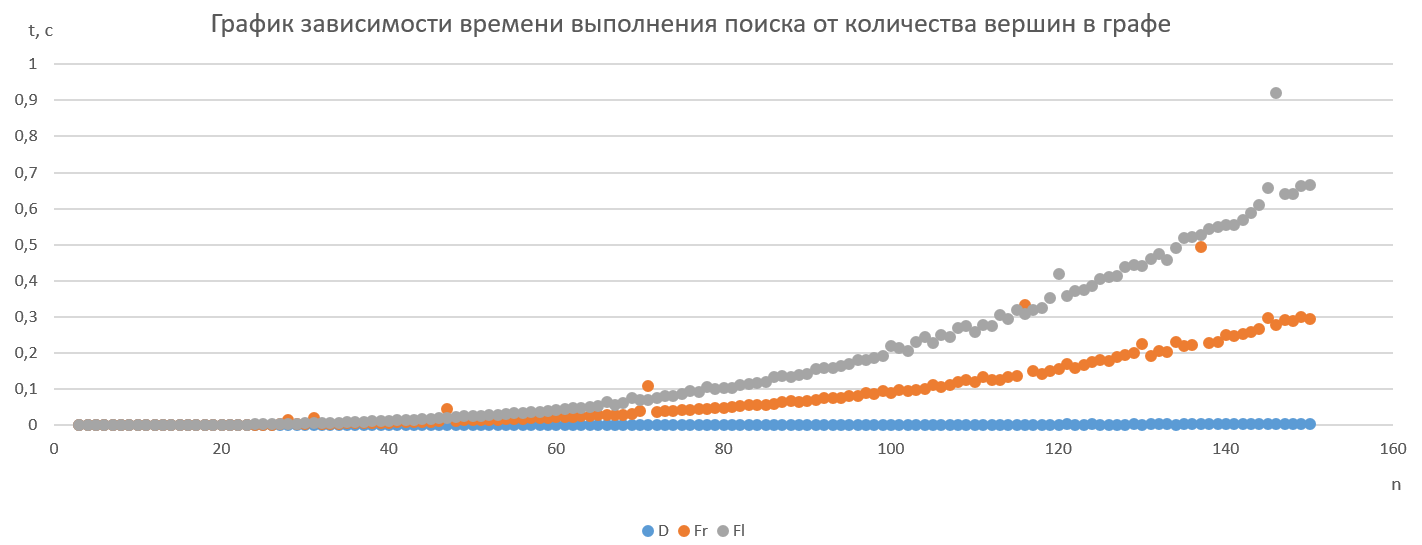 График зависимости времени выполнения поиска от количества вершин в графе
t, с
1
0,9
0,8
0,7
0,6
0,5
0,4
0,3
0,2
0,1
0
0 20 40 60 80 100 120 140 160
n
D Fr Fl